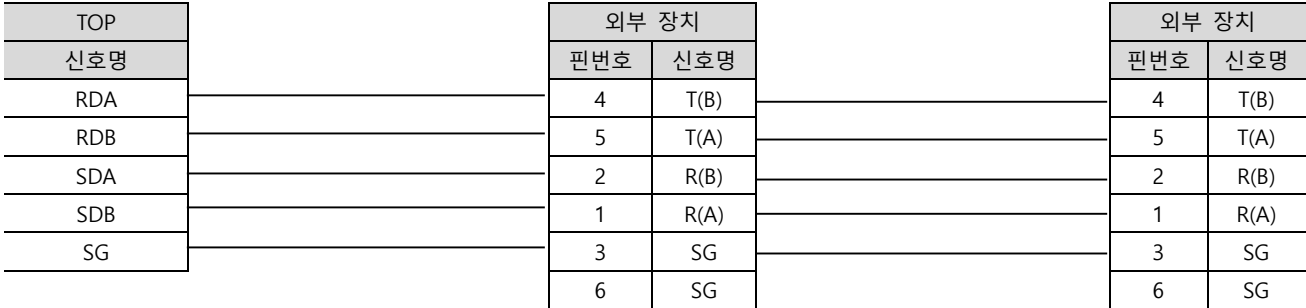 TOP 외부 장치 외부 장치
신호명 핀번호 신호명 핀번호 신호명
RDA 4 T(B) 4 T(B)
RDB 5 T(A) 5 T(A)
SDA 2 R(B) 2 R(B)
SDB 1 R(A) 1 R(A)
SG 3 SG 3 SG
6 SG 6 SG